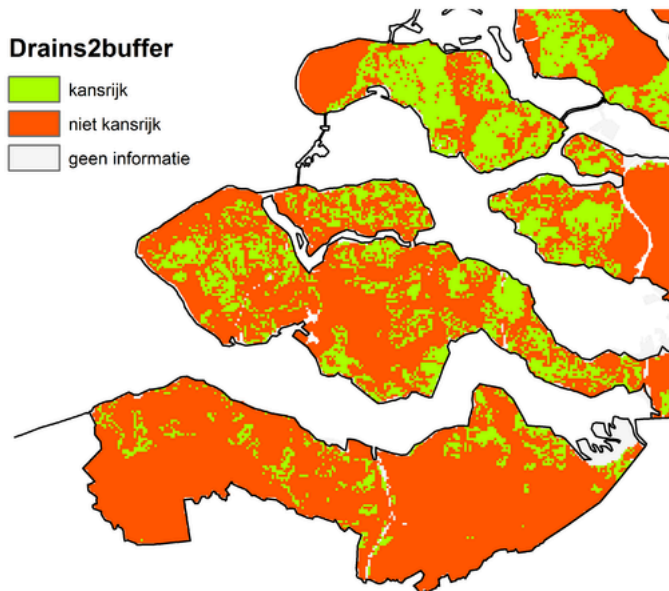 Drains2buffer
kansrijk
niet kansrijk
geen informatie